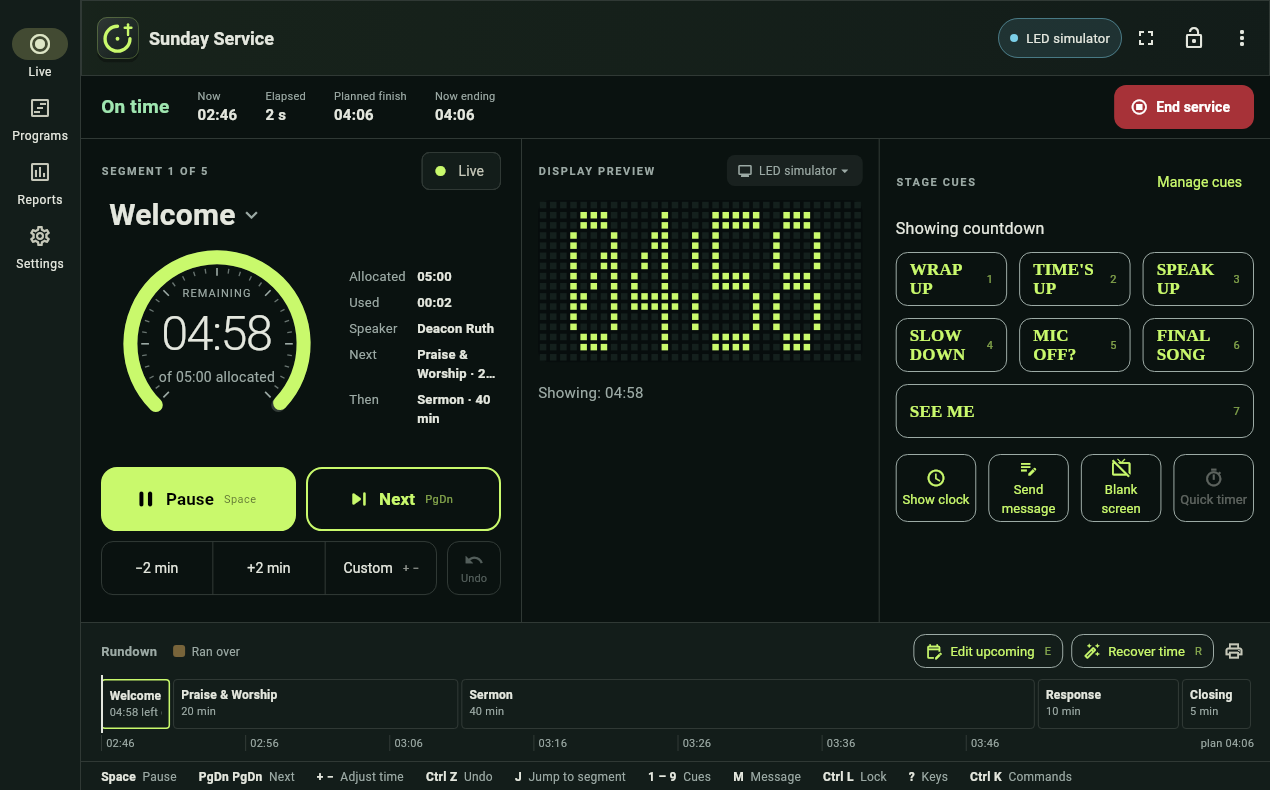 Sunday Service
LED simulator
Live
Programs
Reports
Settings
On time
Now
02:46
Elapsed
2 s
Planned finish
04:06
Now ending
04:06
End service
SEGMENT 1 OF 5
Live
Welcome
REMAINING
04:58
of 05:00 allocated
Allocated 05:00
Used 00:02
Speaker Deacon Ruth
Next Praise &
Worship · 2...
Then Sermon · 40
min
Pause Space
Next PgDn
−2 min
+2 min
Custom + −
Undo
DISPLAY PREVIEW
LED simulator
04:58
Showing: 04:58
STAGE CUES
Manage cues
Showing countdown
WRAP
UP 1
TIME'S
UP 2
SPEAK
UP 3
SLOW
DOWN 4
MIC
OFF? 5
FINAL
SONG 6
SEE ME 7
Show clock
Send
message
Blank
screen
Quick timer
Rundown
Ran over
Edit upcoming E
Recover time R
Welcome
04:58 left
Praise & Worship
20 min
Sermon
40 min
Response
10 min
Closing
5 min
02:46
02:56
03:06
03:16
03:26
03:36
03:46
plan 04:06
Space Pause
PgDn PgDn Next
+ − Adjust time
Ctrl Z Undo
J Jump to segment
1 – 9 Cues
M Message
Ctrl L Lock
? Keys
Ctrl K Commands